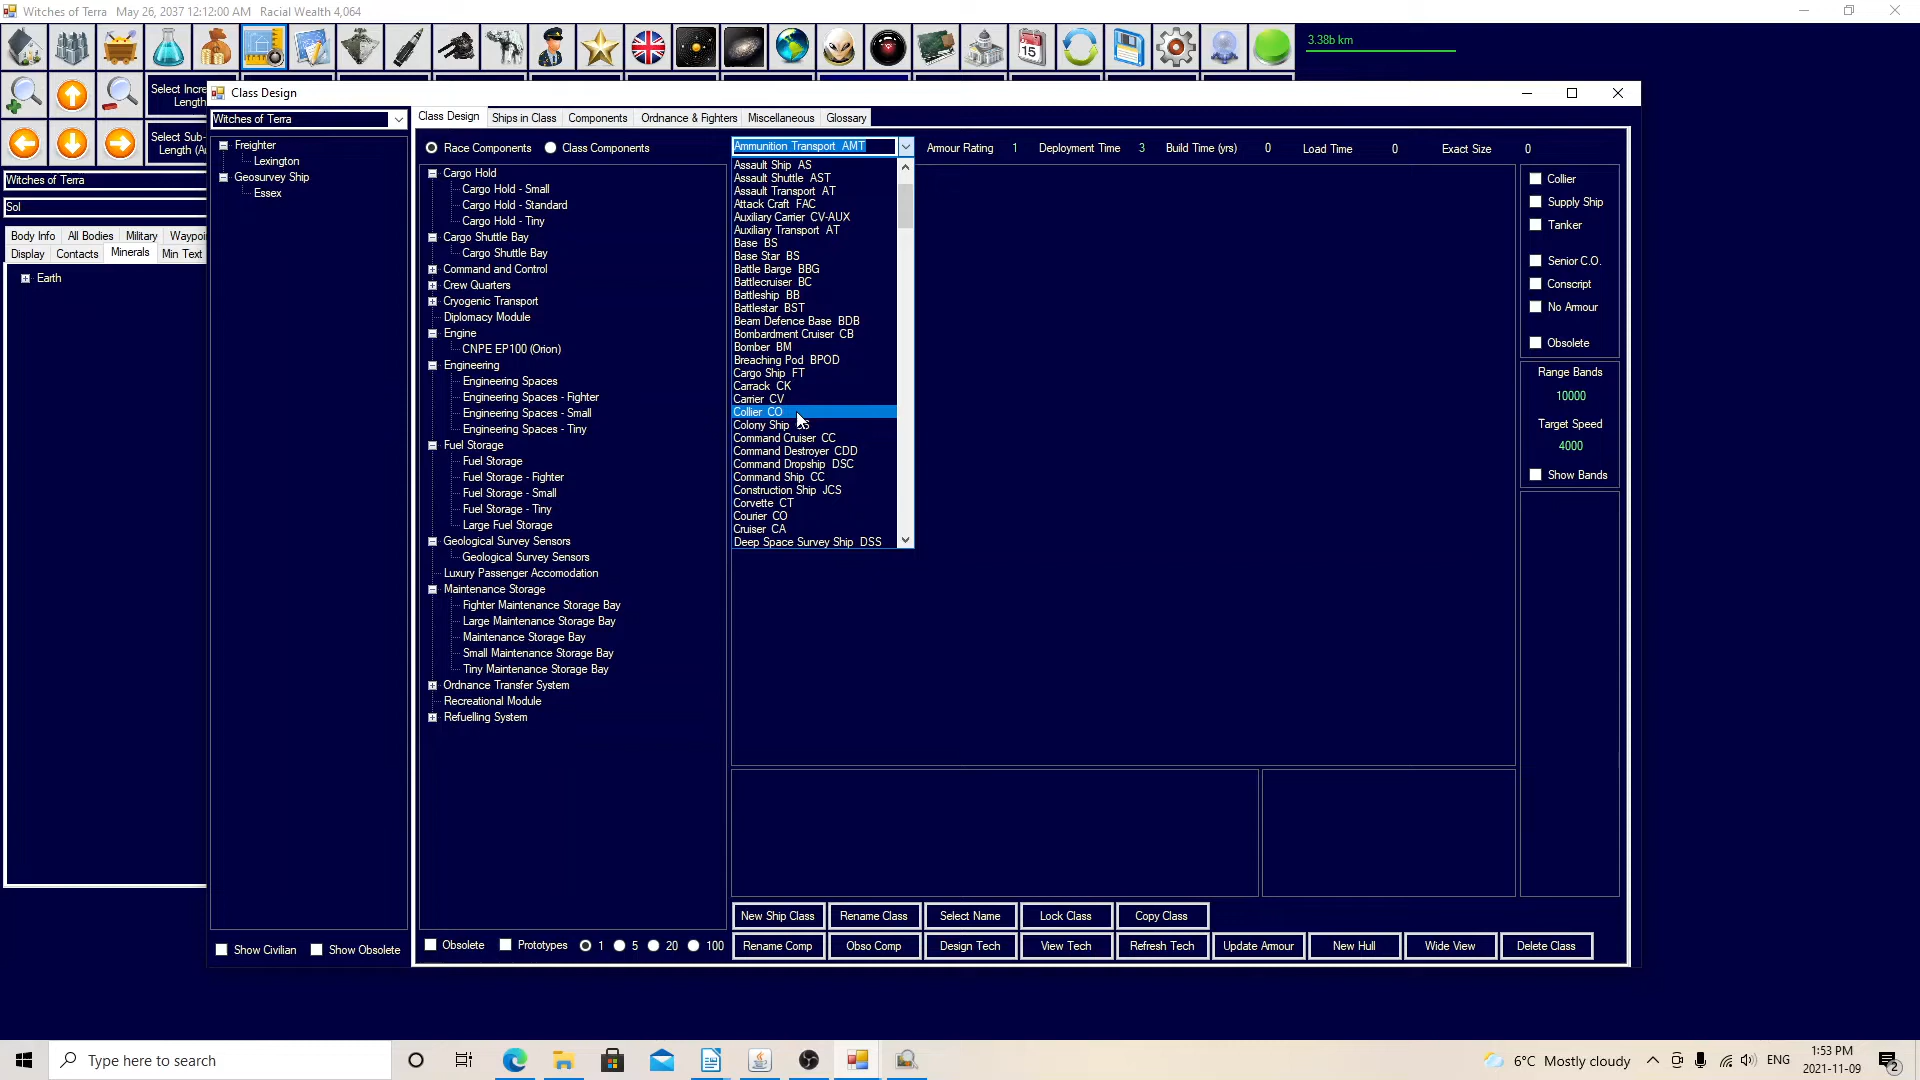 Witches of Terra   May 26, 2037 12:12:00 AM   Racial Wealth 4,064
3.38b km
Select Incre
Length
Select Sub-
Length (A
Witches of Terra
Sol
Body Info   All Bodies   Military   Waypoi
Display   Contacts   Minerals   Min Text
Earth
Class Design
Witches of Terra
Freighter
Lexington
Geosurvey Ship
Essex
Show Civilian   Show Obsolete
Class Design   Ships in Class   Components   Ordnance & Fighters   Miscellaneous   Glossary
Race Components   Class Components
Cargo Hold
Cargo Hold - Small
Cargo Hold - Standard
Cargo Hold - Tiny
Cargo Shuttle Bay
Cargo Shuttle Bay
Command and Control
Crew Quarters
Cryogenic Transport
Diplomacy Module
Engine
CNPE EP100 (Orion)
Engineering
Engineering Spaces
Engineering Spaces - Fighter
Engineering Spaces - Small
Engineering Spaces - Tiny
Fuel Storage
Fuel Storage
Fuel Storage - Fighter
Fuel Storage - Small
Fuel Storage - Tiny
Large Fuel Storage
Geological Survey Sensors
Geological Survey Sensors
Luxury Passenger Accomodation
Maintenance Storage
Fighter Maintenance Storage Bay
Large Maintenance Storage Bay
Maintenance Storage Bay
Small Maintenance Storage Bay
Tiny Maintenance Storage Bay
Ordnance Transfer System
Recreational Module
Refuelling System
Obsolete   Prototypes   1   5   20   100
Ammunition Transport  AMT   Armour Rating   1   Deployment Time   3   Build Time (yrs)   0   Load Time   0   Exact Size   0
Assault Ship  AS
Assault Shuttle  AST
Assault Transport  AT
Attack Craft  FAC
Auxiliary Carrier  CV-AUX
Auxiliary Transport  AT
Base  BS
Base Star  BS
Battle Barge  BBG
Battlecruiser  BC
Battleship  BB
Battlestar  BST
Beam Defence Base  BDB
Bombardment Cruiser  CB
Bomber  BM
Breaching Pod  BPOD
Cargo Ship  FT
Carrack  CK
Carrier  CV
Collier  CO
Colony Ship
Command Cruiser  CC
Command Destroyer  CDD
Command Dropship  DSC
Command Ship  CC
Construction Ship  JCS
Corvette  CT
Courier  CO
Cruiser  CA
Deep Space Survey Ship  DSS
Collier
Supply Ship
Tanker
Senior C.O.
Conscript
No Armour
Obsolete
Range Bands
10000
Target Speed
4000
Show Bands
New Ship Class   Rename Class   Select Name   Lock Class   Copy Class
Rename Comp   Obso Comp   Design Tech   View Tech   Refresh Tech   Update Armour   New Hull   Wide View   Delete Class
Type here to search
6°C   Mostly cloudy   ENG
1:53 PM
2021-11-09
2